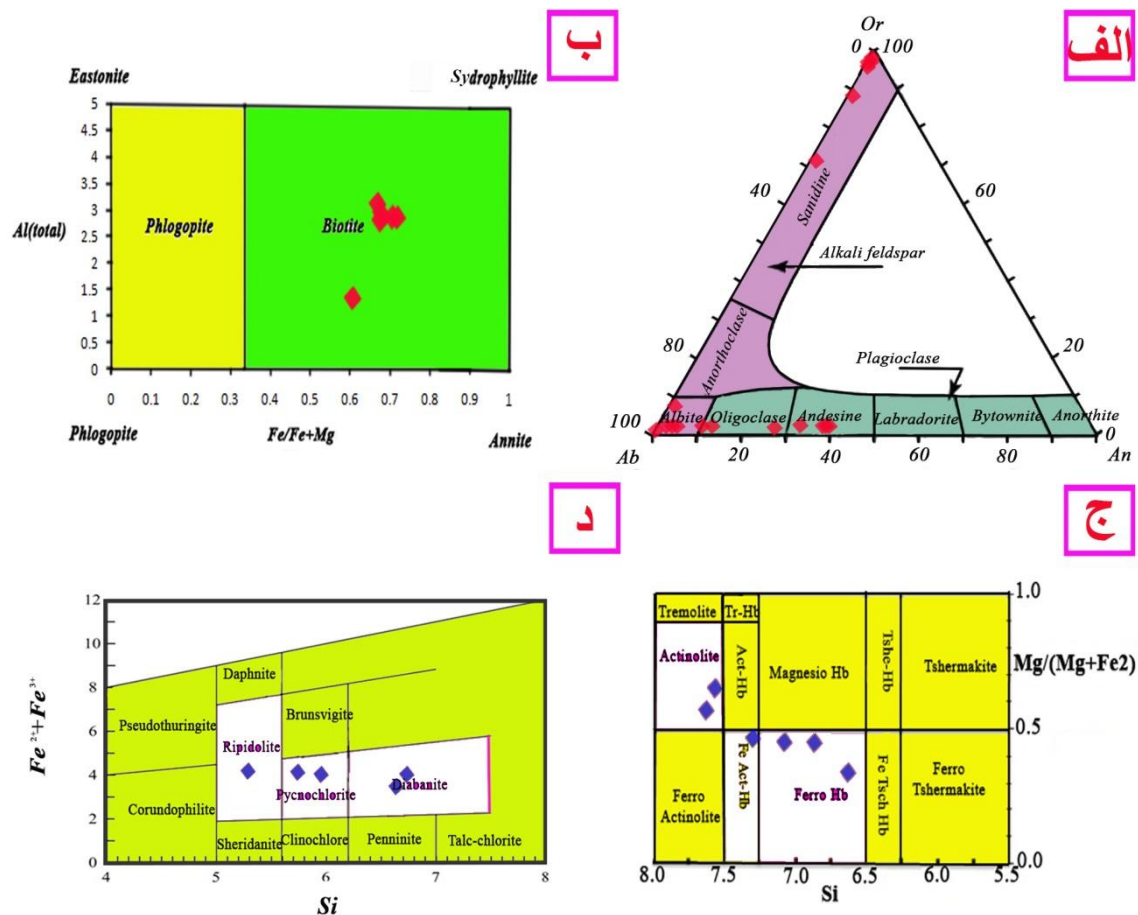 الف
Or
0 100
40
60
Sanidine
Alkali feldspar
80
Anorthoclase
20
Plagioclase
100
Albite
Oligoclase
Andesine
Labradorite
Bytownite
Anorthite
0
Ab
20
40
60
80
An
ب
Eastonite
Sydrophyllite
5
4.5
4
3.5
3
2.5
2
1.5
1
0.5
0
Al(total)
Phlogopite
Biotite
0 0.1 0.2 0.3 0.4 0.5 0.6 0.7 0.8 0.9 1
Phlogopite
Fe/Fe+Mg
Annite
ج
Tremolite
Tr-Hb
Actinolite
Act-Hb
Magnesio Hb
Tshe-Hb
Tshermakite
1.0
Mg/(Mg+Fe2)
0.5
Ferro
Actinolite
Fe Act-Hb
Ferro Hb
Fe Tsch Hb
Ferro
Tshermakite
0.0
8.0 7.5 7.0 6.5 6.0 5.5
Si
د
12
10
8
6
4
2
0
Fe2++Fe3+
Daphnite
Pseudothuringite
Brunsvigite
Ripidolite
Pycnochlorite
Diabanite
Corundophilite
Sheridanite
Clinochlore
Penninite
Talc-chlorite
4 5 6 7 8
Si